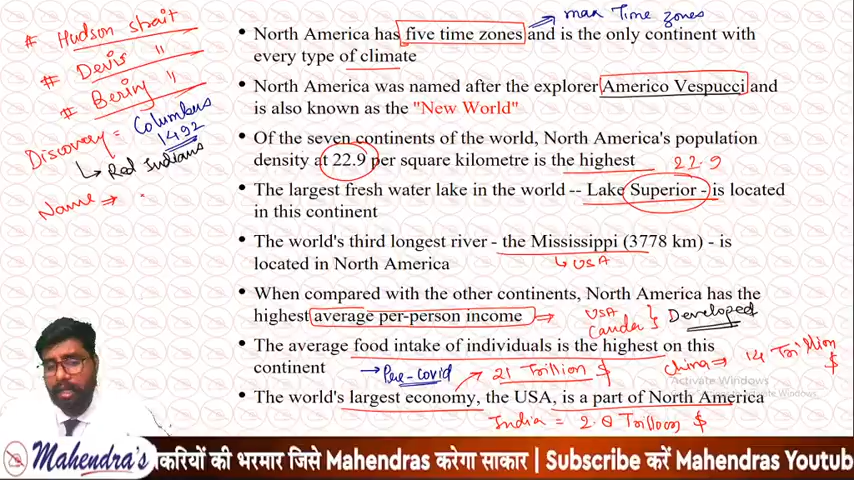 # Hudson strait
# Devis "
# Bering "
Discovery = Columbus
1492
↳ Red Indians
Name →
→ max Time zones
• North America has five time zones and is the only continent with
every type of climate
• North America was named after the explorer Americo Vespucci and
is also known as the "New World"
• Of the seven continents of the world, North America's population
density at 22.9 per square kilometre is the highest
22.9
• The largest fresh water lake in the world -- Lake Superior - is located
in this continent
• The world's third longest river - the Mississippi (3778 km) - is
located in North America
↳ USA
• When compared with the other continents, North America has the
highest average per-person income
⇒ USA
Canda } Developed
• The average food intake of individuals is the highest on this
continent
→ Pre-covid
→ 21 Trillion $
China → 14 Trillion $
• The world's largest economy, the USA, is a part of North America
India = 2.8 Trillion $
Activate Windows
Mahendra's
करियों की भरमार जिसे Mahendras करेगा साकार | Subscribe करें Mahendras Youtub